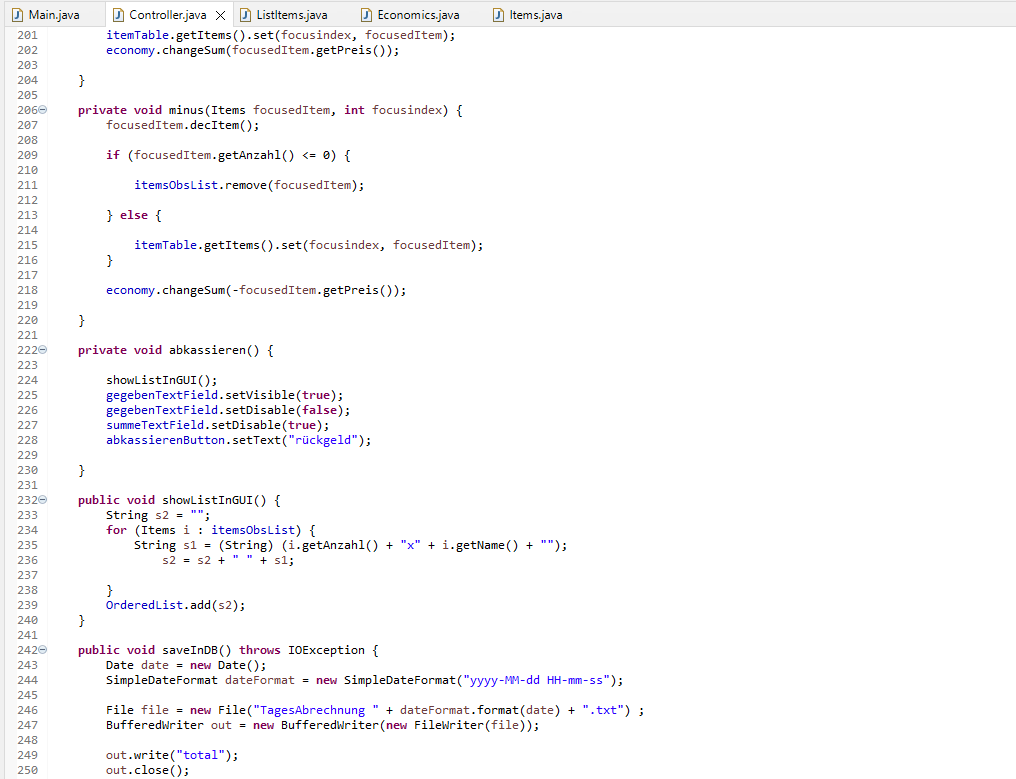 Main.java Controller.java ListItems.java Economics.java Items.java
201 itemTable.getItems().set(focusindex, focusedItem);
202 economy.changeSum(focusedItem.getPreis());
203
204 }
205
206 private void minus(Items focusedItem, int focusindex) {
207 focusedItem.decItem();
208
209 if (focusedItem.getAnzahl() <= 0) {
210
211 itemsObsList.remove(focusedItem);
212
213 } else {
214
215 itemTable.getItems().set(focusindex, focusedItem);
216 }
217
218 economy.changeSum(-focusedItem.getPreis());
219
220 }
221
222 private void abkassieren() {
223
224 showListInGUI();
225 gegebenTextField.setVisible(true);
226 gegebenTextField.setDisable(false);
227 summeTextField.setDisable(true);
228 abkassierenButton.setText("rückgeld");
229
230 }
231
232 public void showListInGUI() {
233 String s2 = "";
234 for (Items i : itemsObsList) {
235 String s1 = (String) (i.getAnzahl() + "x" + i.getName() + "");
236 s2 = s2 + " " + s1;
237
238 }
239 OrderedList.add(s2);
240 }
241
242 public void saveInDB() throws IOException {
243 Date date = new Date();
244 SimpleDateFormat dateFormat = new SimpleDateFormat("yyyy-MM-dd HH-mm-ss");
245
246 File file = new File("TagesAbrechnung " + dateFormat.format(date) + ".txt") ;
247 BufferedWriter out = new BufferedWriter(new FileWriter(file));
248
249 out.write("total");
250 out.close();